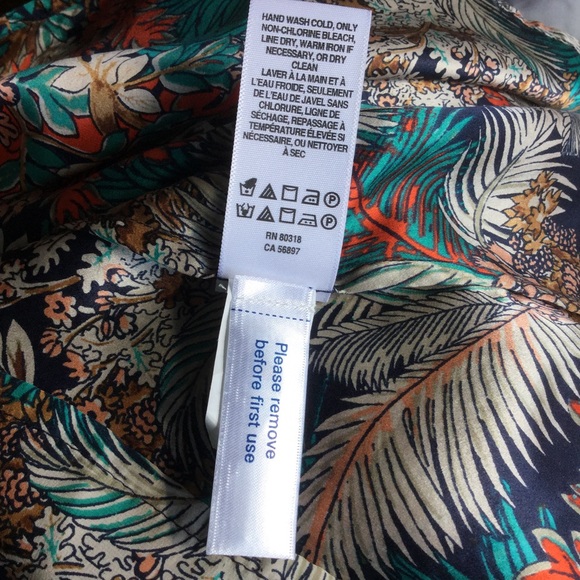 HAND WASH COLD, ONLY
NON-CHLORINE BLEACH,
LINE DRY, WARM IRON IF
NECESSARY, OR DRY
CLEAN
LAVER À LA MAIN ET À
L'EAU FROIDE, SEULEMENT
DE L'EAU DE JAVEL SANS
CHLORURE, LIGNE DE
SÉCHAGE, REPASSAGE À
TEMPÉRATURE ÉLEVÉE SI
NÉCESSAIRE, OU NETTOYER
À SEC
P
P
RN 80318
CA 56897
Please remove
before first use